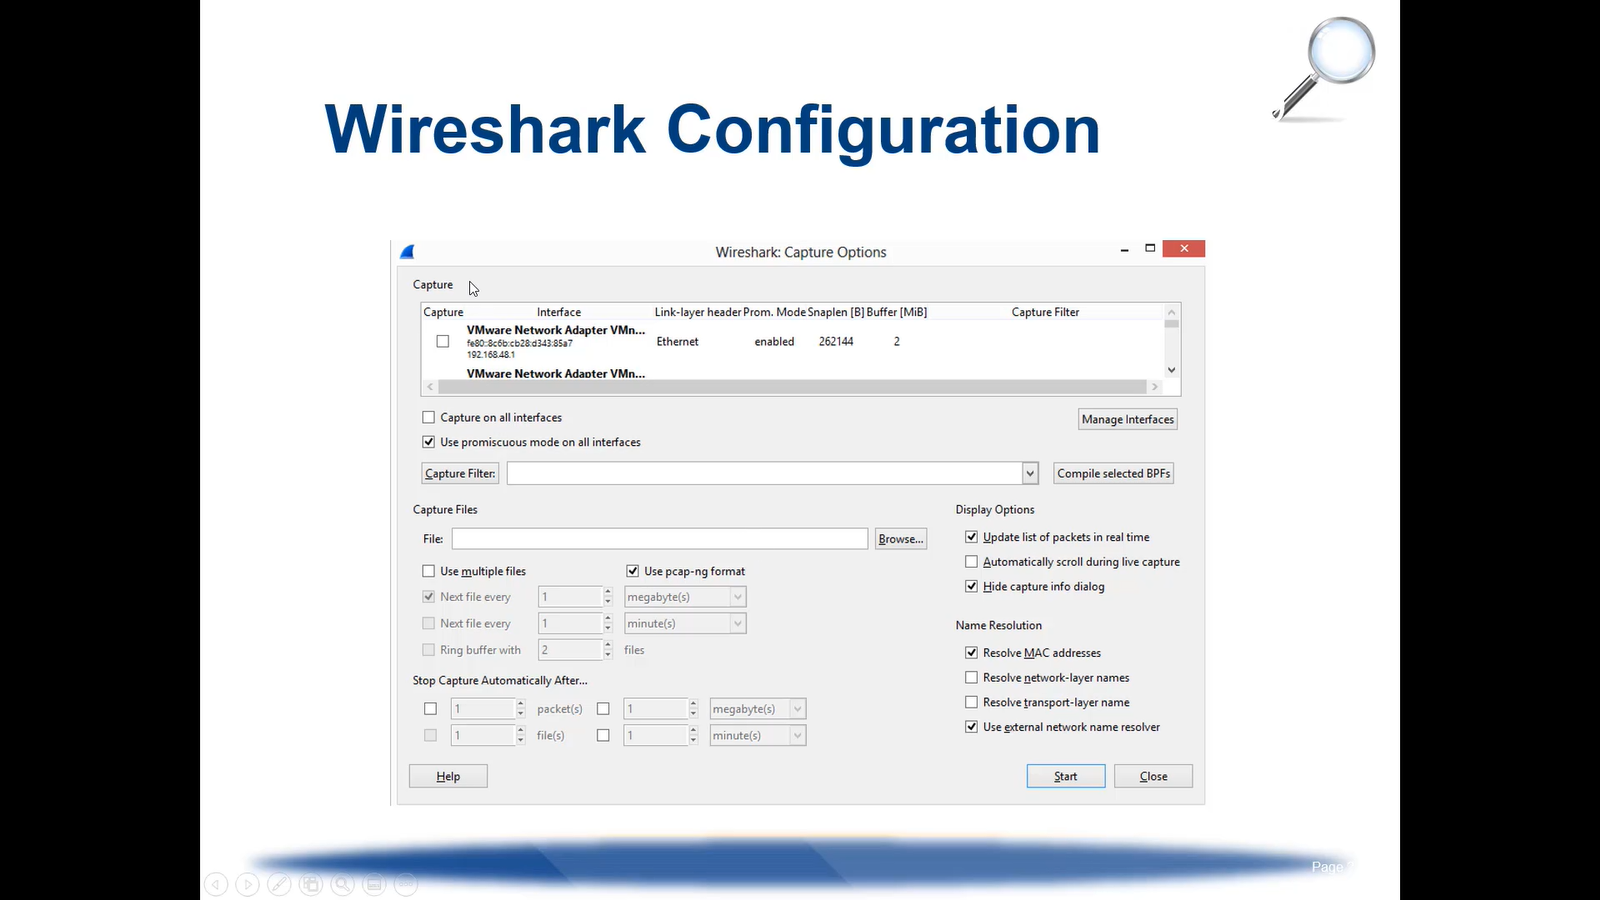 Wireshark Configuration
Wireshark: Capture Options
Capture
Capture Interface Link-layer header Prom. Mode Snaplen [B] Buffer [MiB] Capture Filter
VMware Network Adapter VMn...
fe80::8c6b:cb28:d343:85a7
192.168.48.1
Ethernet enabled 262144 2
VMware Network Adapter VMn...
Capture on all interfaces
Manage Interfaces
Use promiscuous mode on all interfaces
Capture Filter:
Compile selected BPFs
Capture Files
File:
Browse...
Use multiple files
Use pcap-ng format
Next file every 1 megabyte(s)
Next file every 1 minute(s)
Ring buffer with 2 files
Stop Capture Automatically After...
1 packet(s) 1 megabyte(s)
1 file(s) 1 minute(s)
Display Options
Update list of packets in real time
Automatically scroll during live capture
Hide capture info dialog
Name Resolution
Resolve MAC addresses
Resolve network-layer names
Resolve transport-layer name
Use external network name resolver
Help
Start
Close
Page